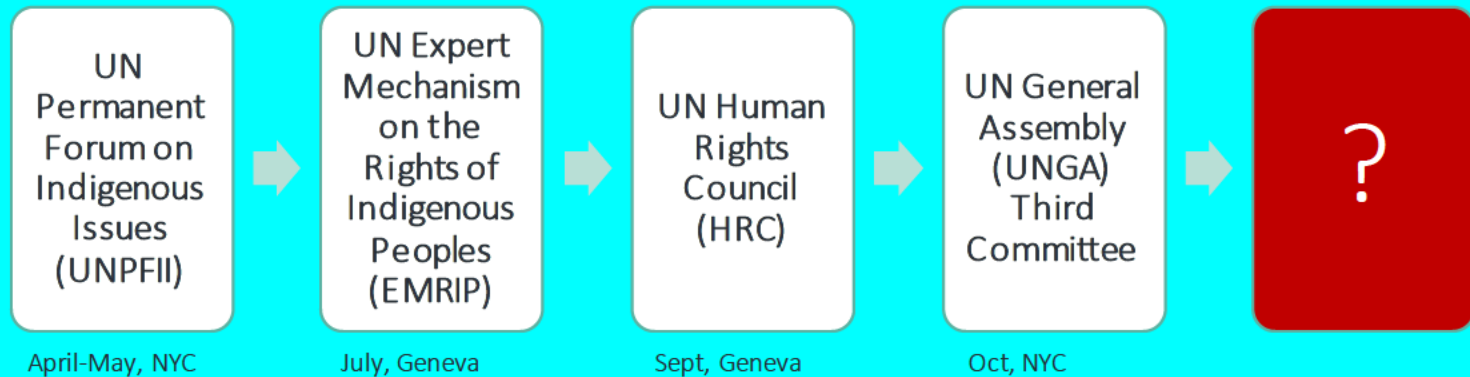 UN
Permanent
Forum on
Indigenous
Issues
(UNPFII)
UN Expert
Mechanism
on the
Rights of
Indigenous
Peoples
(EMRIP)
UN Human
Rights
Council
(HRC)
UN General
Assembly
(UNGA)
Third
Committee
?
April-May, NYC
July, Geneva
Sept, Geneva
Oct, NYC